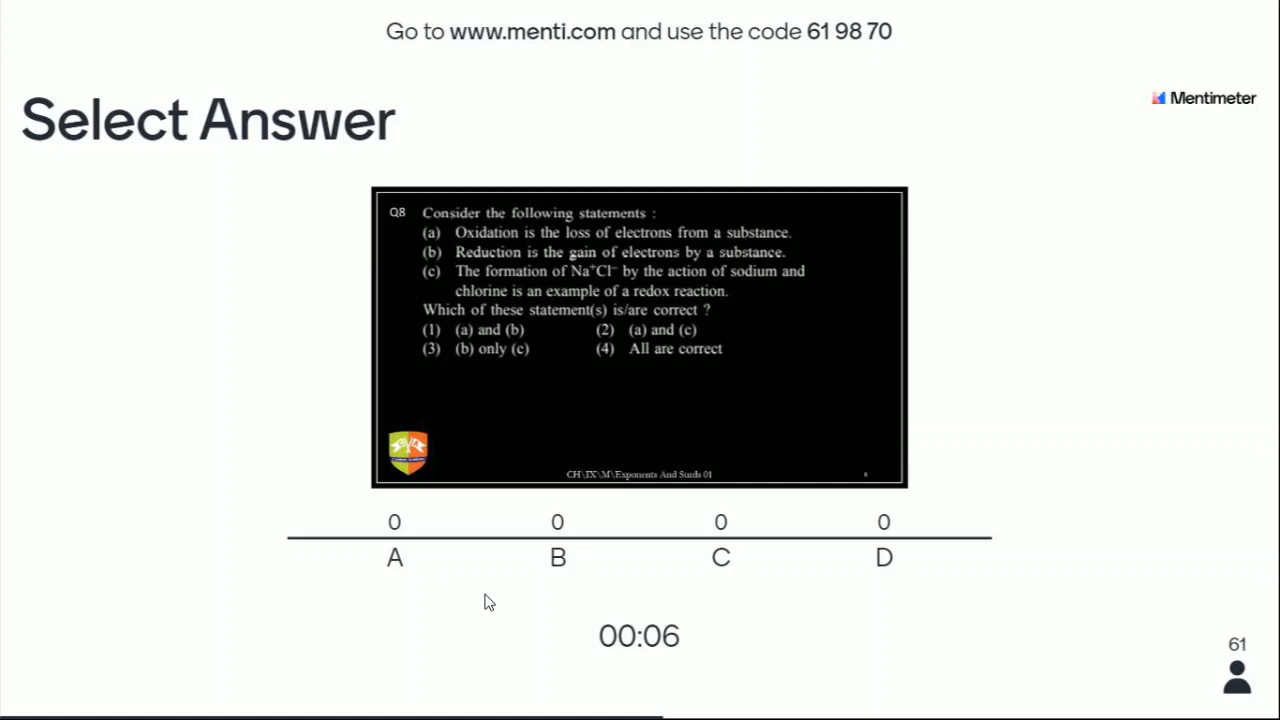 Go to www.menti.com and use the code 61 98 70
Select Answer
Mentimeter
Q8 Consider the following statements :
(a) Oxidation is the loss of electrons from a substance.
(b) Reduction is the gain of electrons by a substance.
(c) The formation of Na⁺Cl⁻ by the action of sodium and
chlorine is an example of a redox reaction.
Which of these statement(s) is/are correct ?
(1) (a) and (b) (2) (a) and (c)
(3) (b) only (c) (4) All are correct
CH\IX\M\Exponents And Surds 01
0 0 0 0
A B C D
00:06
61